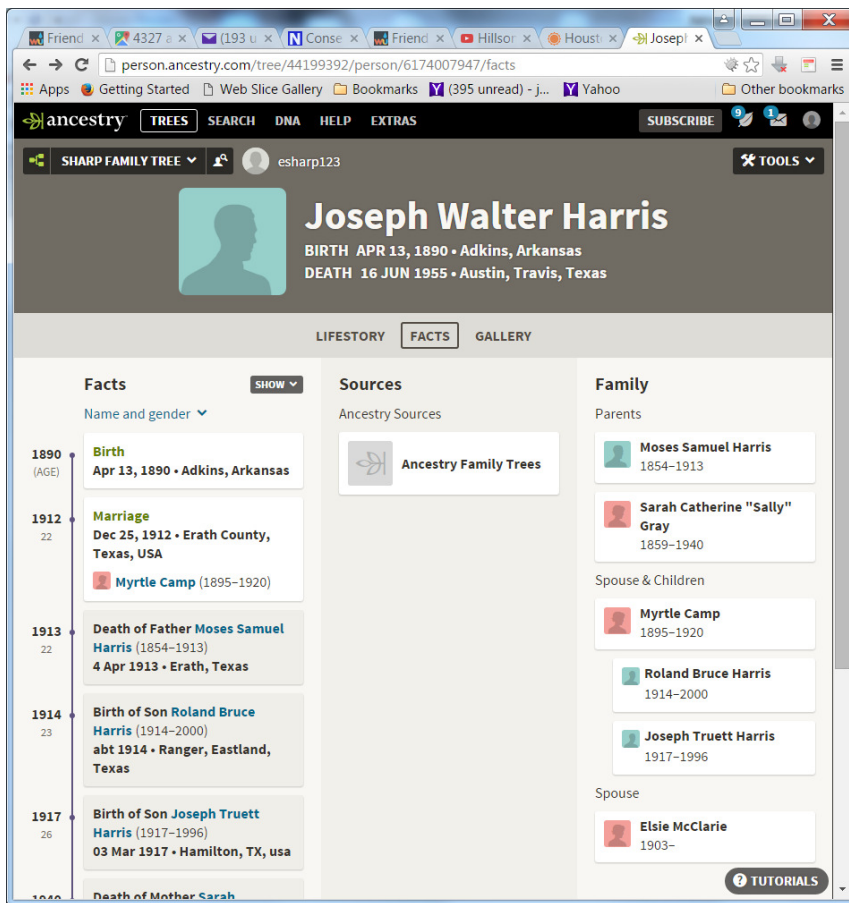 Friend
4327 a
(193 u
Conse
Friend
Hillsor
Houst
Joseph
person.ancestry.com/tree/44199392/person/6174007947/facts
Apps Getting Started Web Slice Gallery Bookmarks (395 unread) - j... Yahoo Other bookmarks
ancestry TREES SEARCH DNA HELP EXTRAS SUBSCRIBE 9 1
SHARP FAMILY TREE esharp123 TOOLS
Joseph Walter Harris
BIRTH APR 13, 1890 • Adkins, Arkansas
DEATH 16 JUN 1955 • Austin, Travis, Texas
LIFESTORY FACTS GALLERY
Facts SHOW
Name and gender
1890
(AGE)
Birth
Apr 13, 1890 • Adkins, Arkansas
1912
22
Marriage
Dec 25, 1912 • Erath County,
Texas, USA
Myrtle Camp (1895–1920)
1913
22
Death of Father Moses Samuel
Harris (1854–1913)
4 Apr 1913 • Erath, Texas
1914
23
Birth of Son Roland Bruce
Harris (1914–2000)
abt 1914 • Ranger, Eastland,
Texas
1917
26
Birth of Son Joseph Truett
Harris (1917–1996)
03 Mar 1917 • Hamilton, TX, usa
1940
Death of Mother Sarah
Sources
Ancestry Sources
Ancestry Family Trees
Family
Parents
Moses Samuel Harris
1854–1913
Sarah Catherine "Sally"
Gray
1859–1940
Spouse & Children
Myrtle Camp
1895–1920
Roland Bruce Harris
1914–2000
Joseph Truett Harris
1917–1996
Spouse
Elsie McClarie
1903–
? TUTORIALS